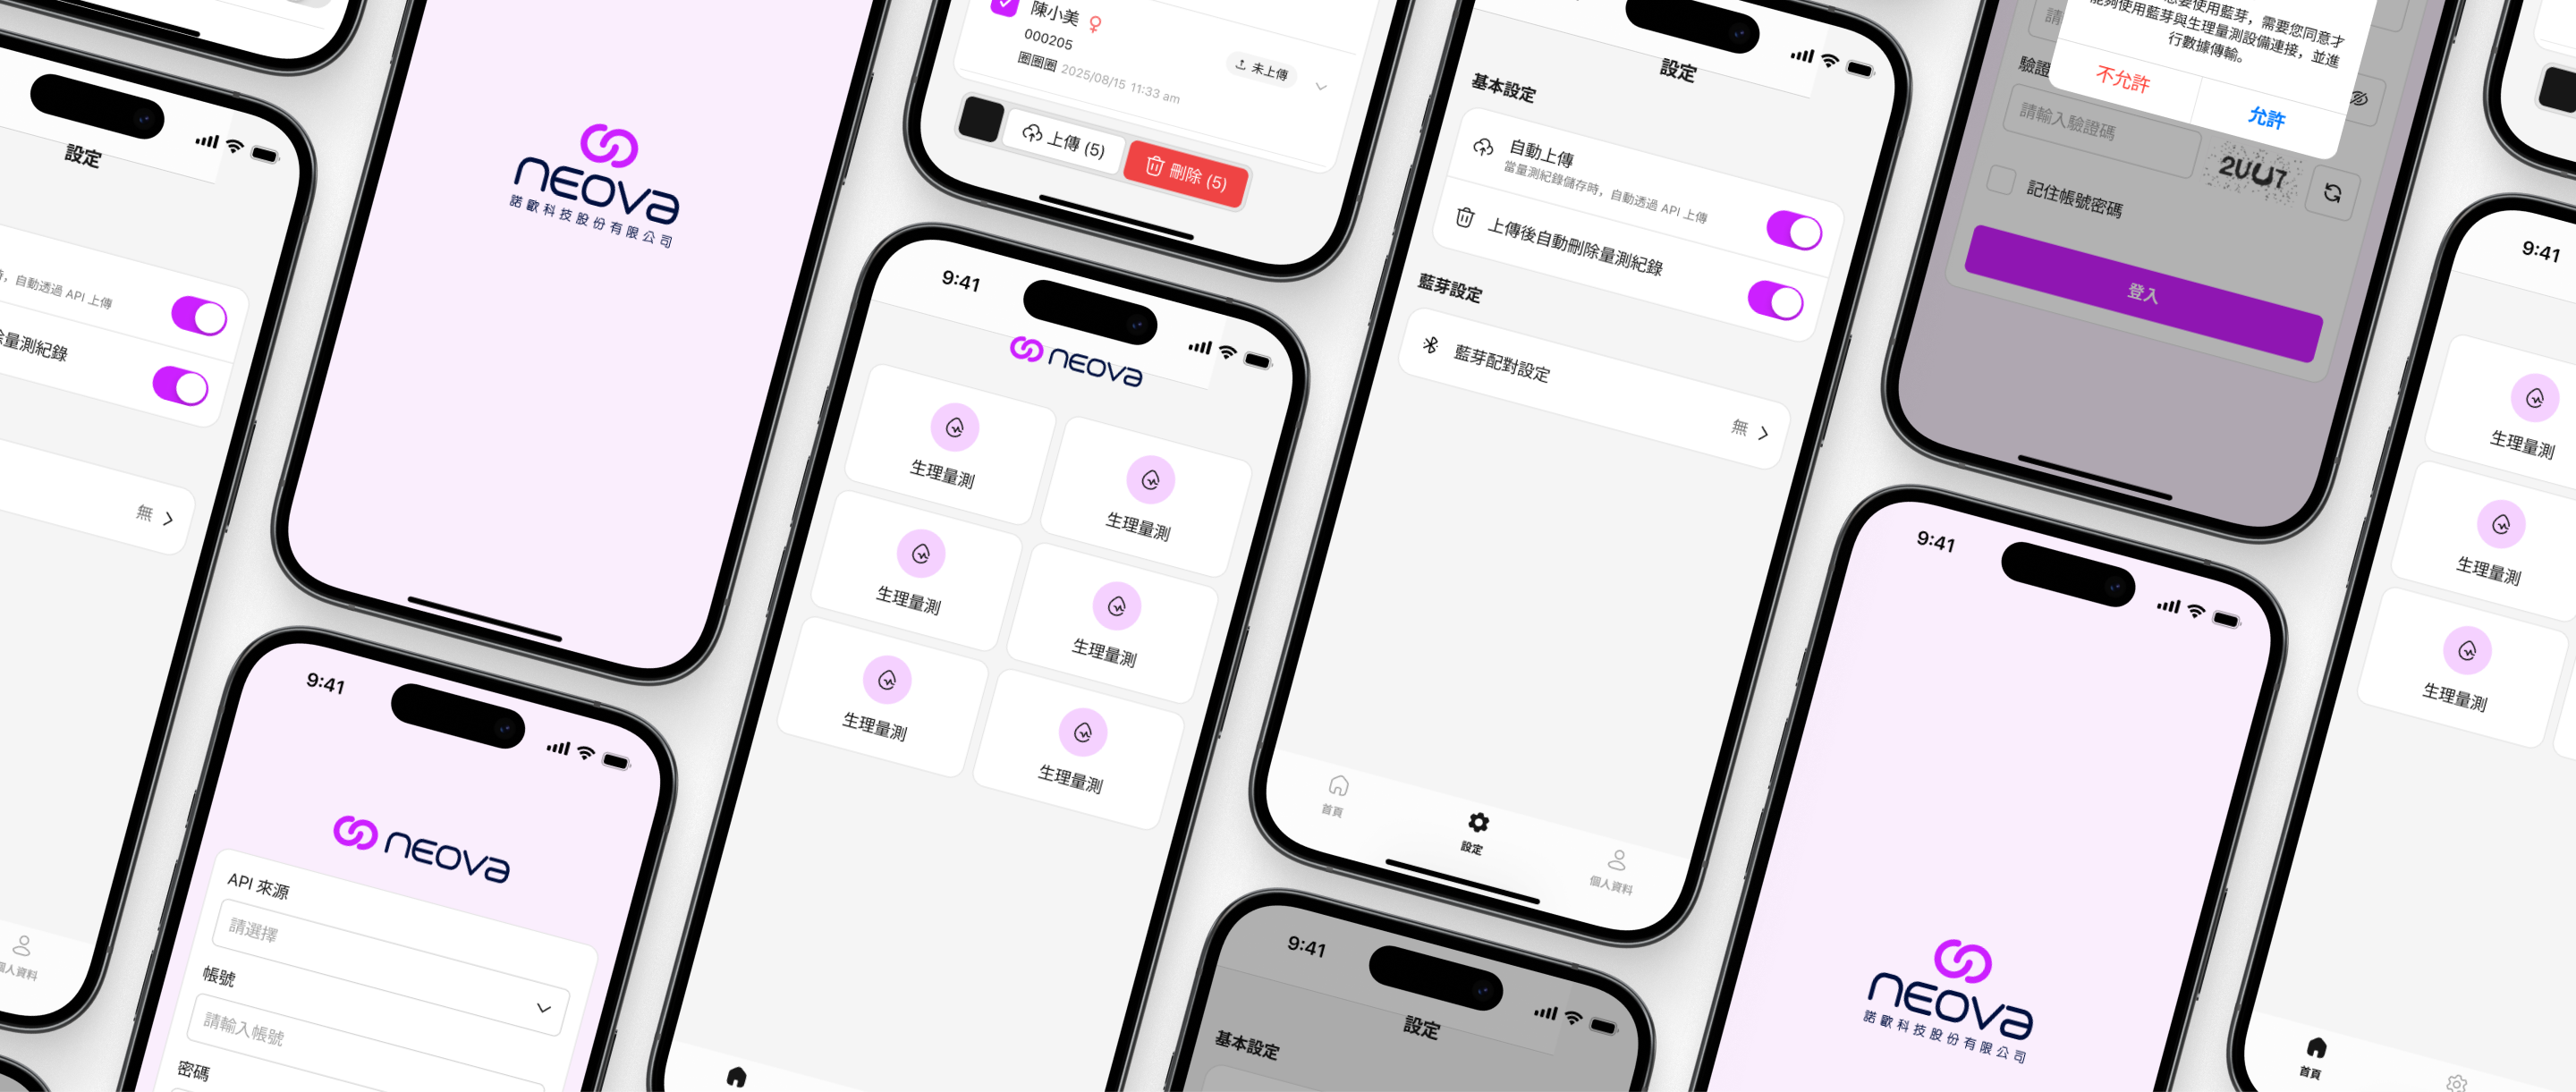 設定
時，自動透過 API 上傳
量測紀錄
無
個人資料
neova
諾歐科技股份有限公司
9:41
neova
API 來源
請選擇
帳號
請輸入帳號
密碼
陳小美
000205
圈圈圈 2025/08/15 11:33 am
未上傳
上傳 (5)
刪除 (5)
9:41
neova
生理量測
生理量測
生理量測
生理量測
生理量測
生理量測
設定
基本設定
自動上傳
當量測紀錄儲存時，自動透過 API 上傳
上傳後自動刪除量測紀錄
藍芽設定
藍芽配對設定
無
首頁
設定
個人資料
9:41
設定
基本設定
要使用藍芽，需要您同意才
能夠使用藍芽與生理量測設備連接，並進
行數據傳輸。
不允許
允許
請
驗證
請輸入驗證碼
2UU7
記住帳號密碼
登入
9:41
neova
諾歐科技股份有限公司
9:41
生理量測
生理量測
生理量測
首頁